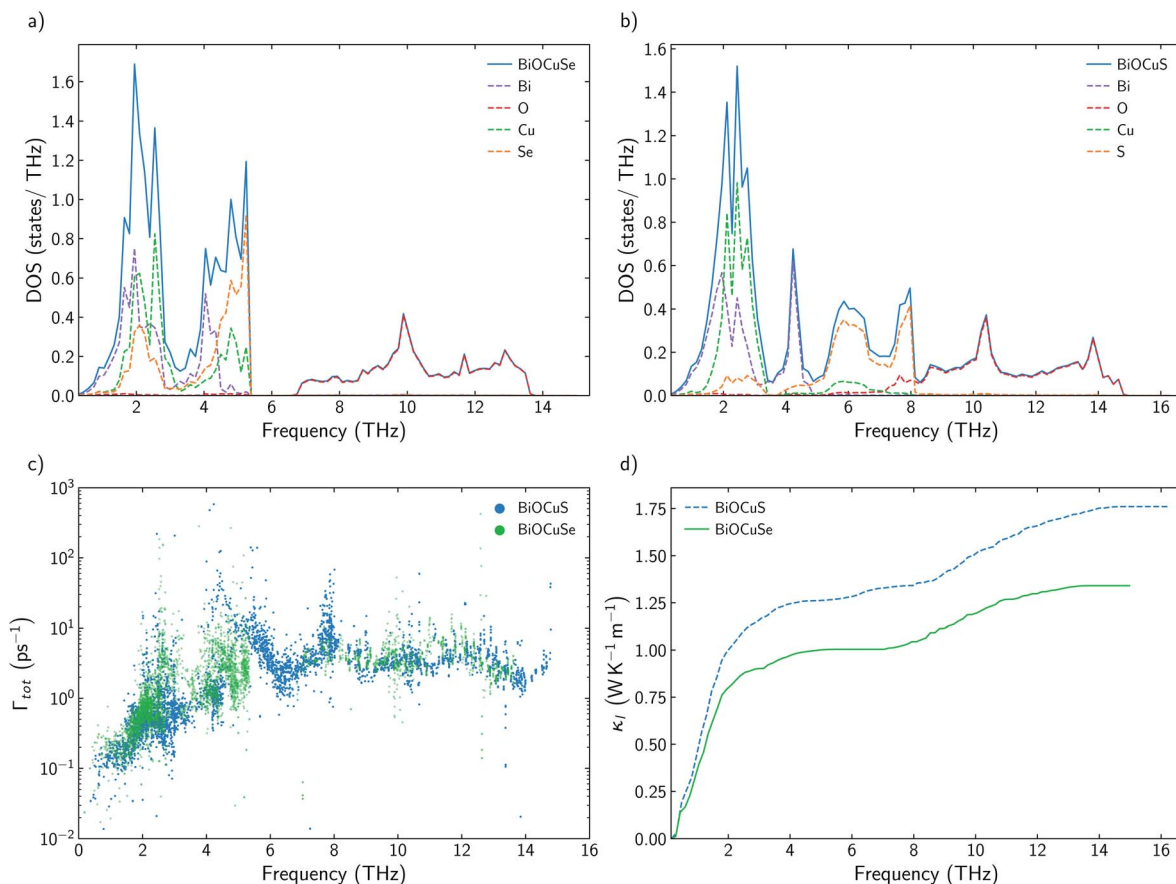 a)
BiOCuSe
Bi
O
Cu
Se
DOS (states/ THz)
1.6
1.4
1.2
1.0
0.8
0.6
0.4
0.2
0.0
2 4 6 8 10 12 14
Frequency (THz)
b)
BiOCuS
Bi
O
Cu
S
DOS (states/ THz)
1.6
1.4
1.2
1.0
0.8
0.6
0.4
0.2
0.0
2 4 6 8 10 12 14 16
Frequency (THz)
c)
BiOCuS
BiOCuSe
Γtot (ps⁻¹)
10³
10²
10¹
10⁰
10⁻¹
10⁻²
0 2 4 6 8 10 12 14 16
Frequency (THz)
d)
BiOCuS
BiOCuSe
κl (W K⁻¹ m⁻¹)
1.75
1.50
1.25
1.00
0.75
0.50
0.25
0.00
2 4 6 8 10 12 14 16
Frequency (THz)